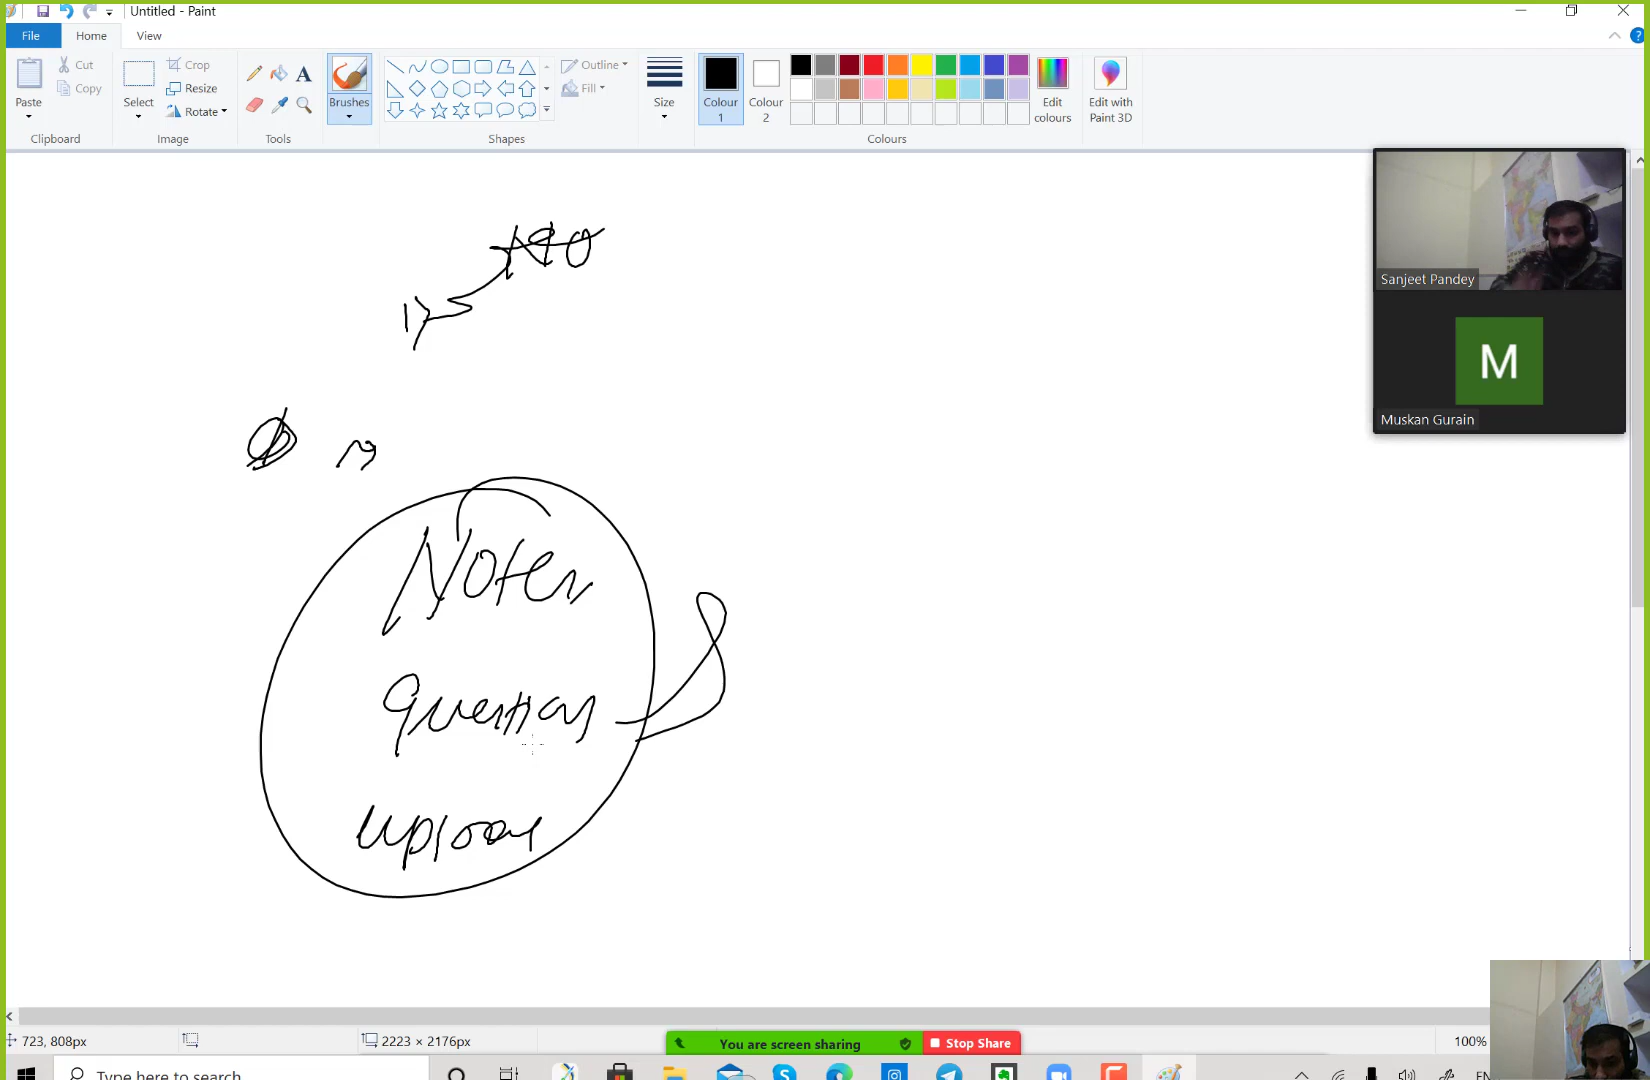 Untitled - Paint
File Home View
Paste
Cut
Copy
Clipboard
Select
Crop
Resize
Rotate
Image
A
Tools
Brushes
Outline
Fill
Shapes
Size
Colour 1
Colour 2
Edit colours
Colours
Edit with Paint 3D
Sanjeet Pandey
M
Muskan Gurain
Notes
question
upload
723, 808px
2223 × 2176px
You are screen sharing
Stop Share
100%
Type here to search